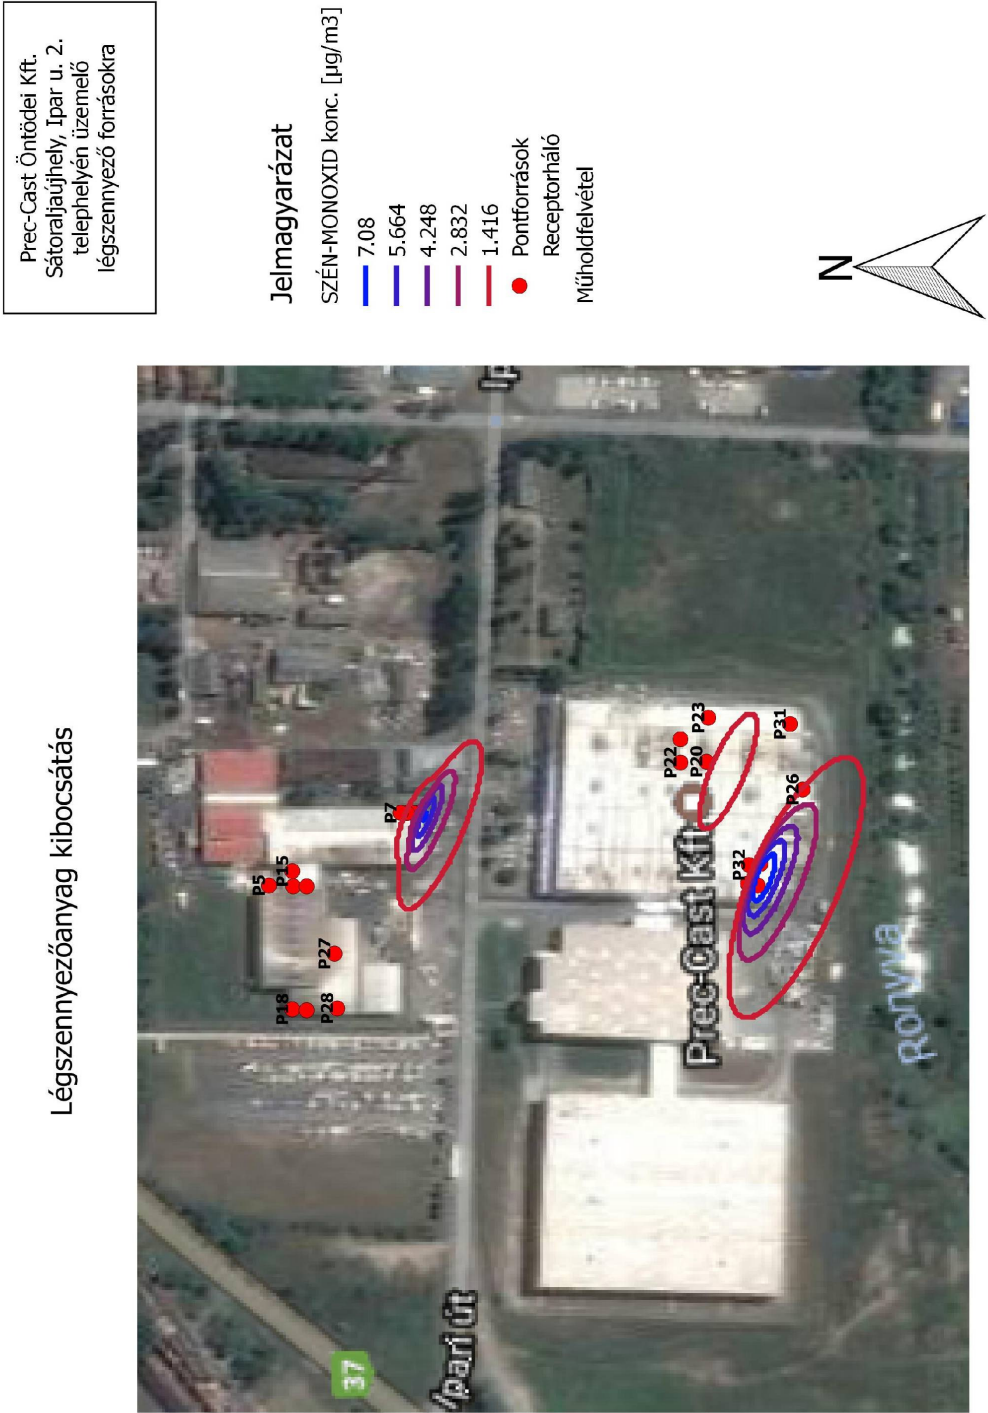 Légszennyezőanyag kibocsátás
Prec-Cast Öntödei Kft.
Sátoraljaújhely, Ipar u. 2.
telephelyén üzemelő
légszennyező forrásokra
Jelmagyarázat
SZÉN-MONOXID konc. [µg/m3]
7.08
5.664
4.248
2.832
1.416
Pontforrások
Receptorháló
Műholdfelvétel
N
37
Ipari út
Ip
P18
P28
P27
P5
P15
P7
P22
P20
P23
P31
P26
P32
Prec-Cast Kft
Ronyva